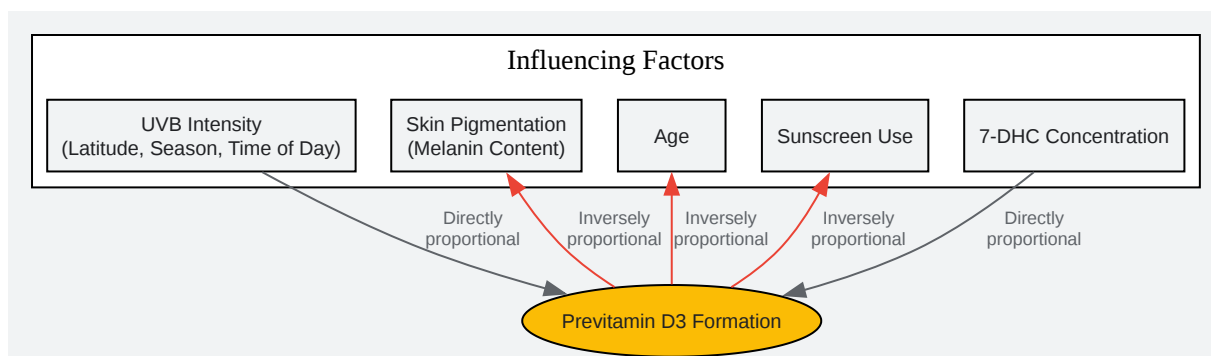 Influencing Factors
UVB Intensity
(Latitude, Season, Time of Day)
Skin Pigmentation
(Melanin Content)
Age
Sunscreen Use
7-DHC Concentration
Directly
proportional
Inversely
proportional
Inversely
proportional
Inversely
proportional
Directly
proportional
Previtamin D3 Formation